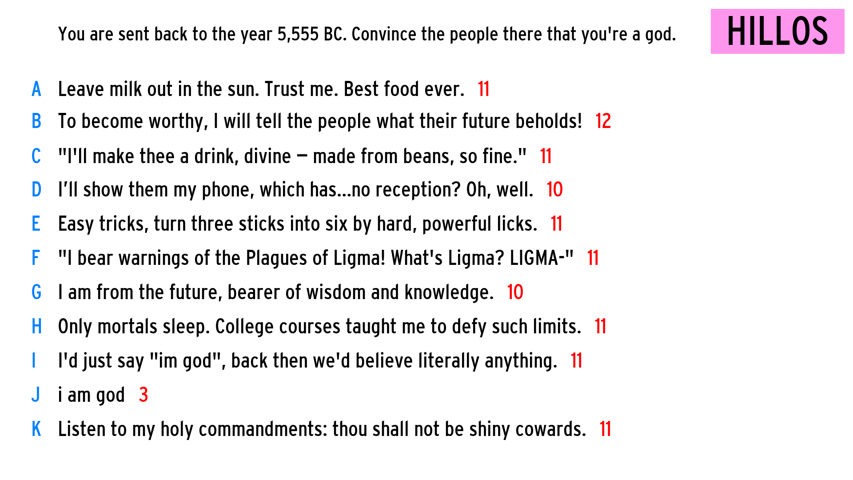 You are sent back to the year 5,555 BC. Convince the people there that you're a god.
HILLOS
A Leave milk out in the sun. Trust me. Best food ever. 11
B To become worthy, I will tell the people what their future beholds! 12
C "I'll make thee a drink, divine — made from beans, so fine." 11
D I’ll show them my phone, which has...no reception? Oh, well. 10
E Easy tricks, turn three sticks into six by hard, powerful licks. 11
F "I bear warnings of the Plagues of Ligma! What's Ligma? LIGMA-" 11
G I am from the future, bearer of wisdom and knowledge. 10
H Only mortals sleep. College courses taught me to defy such limits. 11
I I'd just say "im god", back then we'd believe literally anything. 11
J i am god 3
K Listen to my holy commandments: thou shall not be shiny cowards. 11